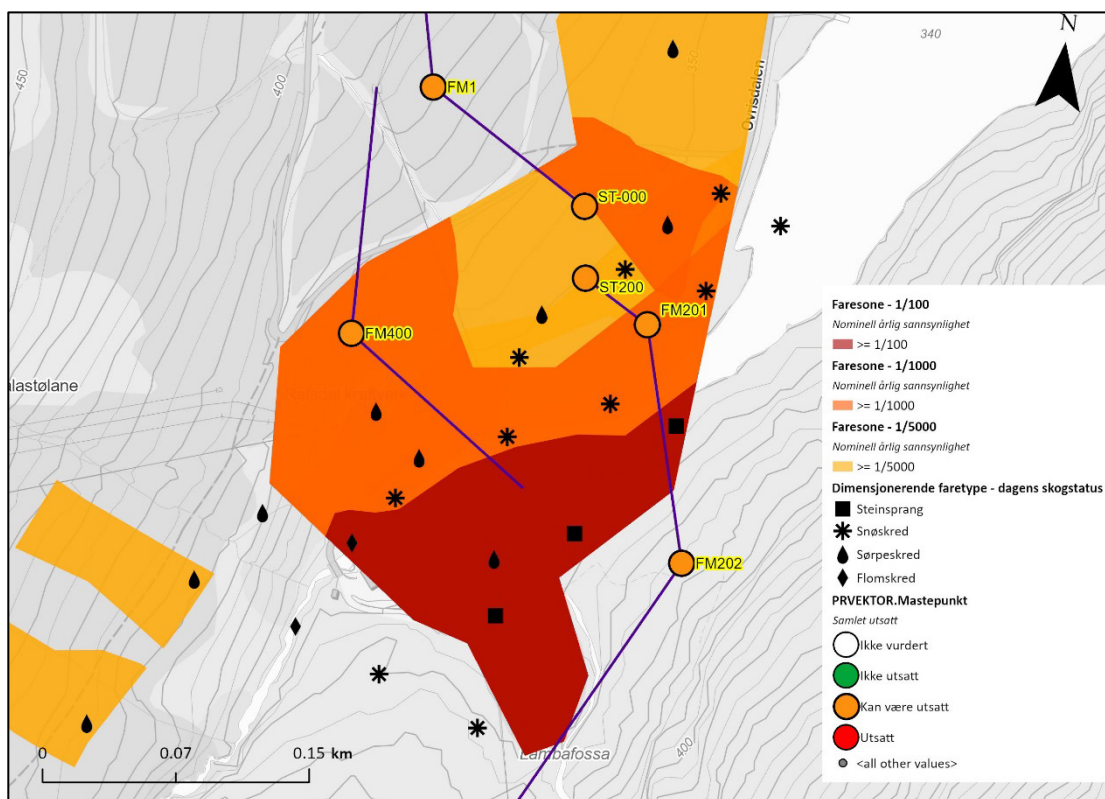 N
340
450
400
350
Ovrisdalen
FM1
ST-000
ST200
FM201
FM400
FM202
alastølane
Lambafossa
400
0
0.07
0.15 km
Faresone - 1/100
Nominell årlig sannsynlighet
>= 1/100
Faresone - 1/1000
Nominell årlig sannsynlighet
>= 1/1000
Faresone - 1/5000
Nominell årlig sannsynlighet
>= 1/5000
Dimensjonerende faretype - dagens skogstatus
Steinsprang
Snøskred
Sørpeskred
Flomskred
PRVEKTOR.Mastepunkt
Samlet utsatt
Ikke vurdert
Ikke utsatt
Kan være utsatt
Utsatt
<all other values>